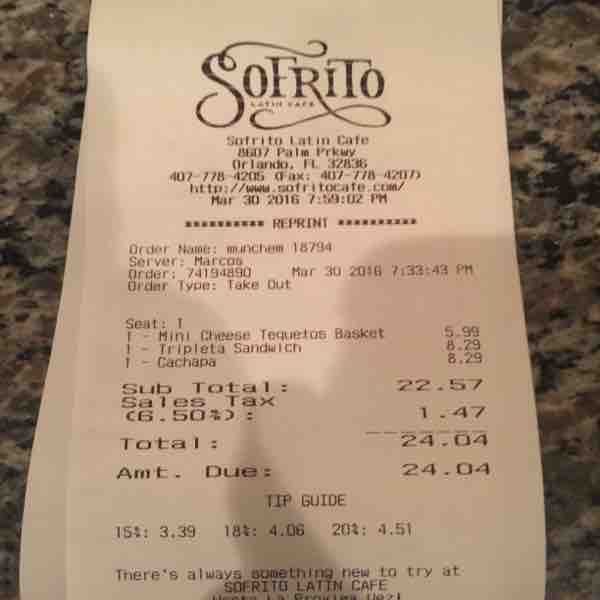 SOFRITO
LATIN CAFE
Sofrito Latin Cafe
8607 Palm Prkwy
Orlando, FL 32836
407-778-4205 (Fax: 407-778-4207)
http://www.sofritocafe.com/
Mar 30 2016 7:59:02 PM
********** REPRINT **********
Order Name: munchem 18794
Server: Marcos
Order: 74194890 Mar 30 2016 7:33:43 PM
Order Type: Take Out
Seat: 1
1 - Mini Cheese Tequetos Basket 5.99
1 - Tripleta Sandwich 8.29
1 - Cachapa 8.29
Sub Total: 22.57
Sales Tax
(6.50%): 1.47
Total: 24.04
Amt. Due: 24.04
TIP GUIDE
15%: 3.39 18%: 4.06 20%: 4.51
There's always something new to try at
SOFRITO LATIN CAFE
Hasta La Proxima Vez!